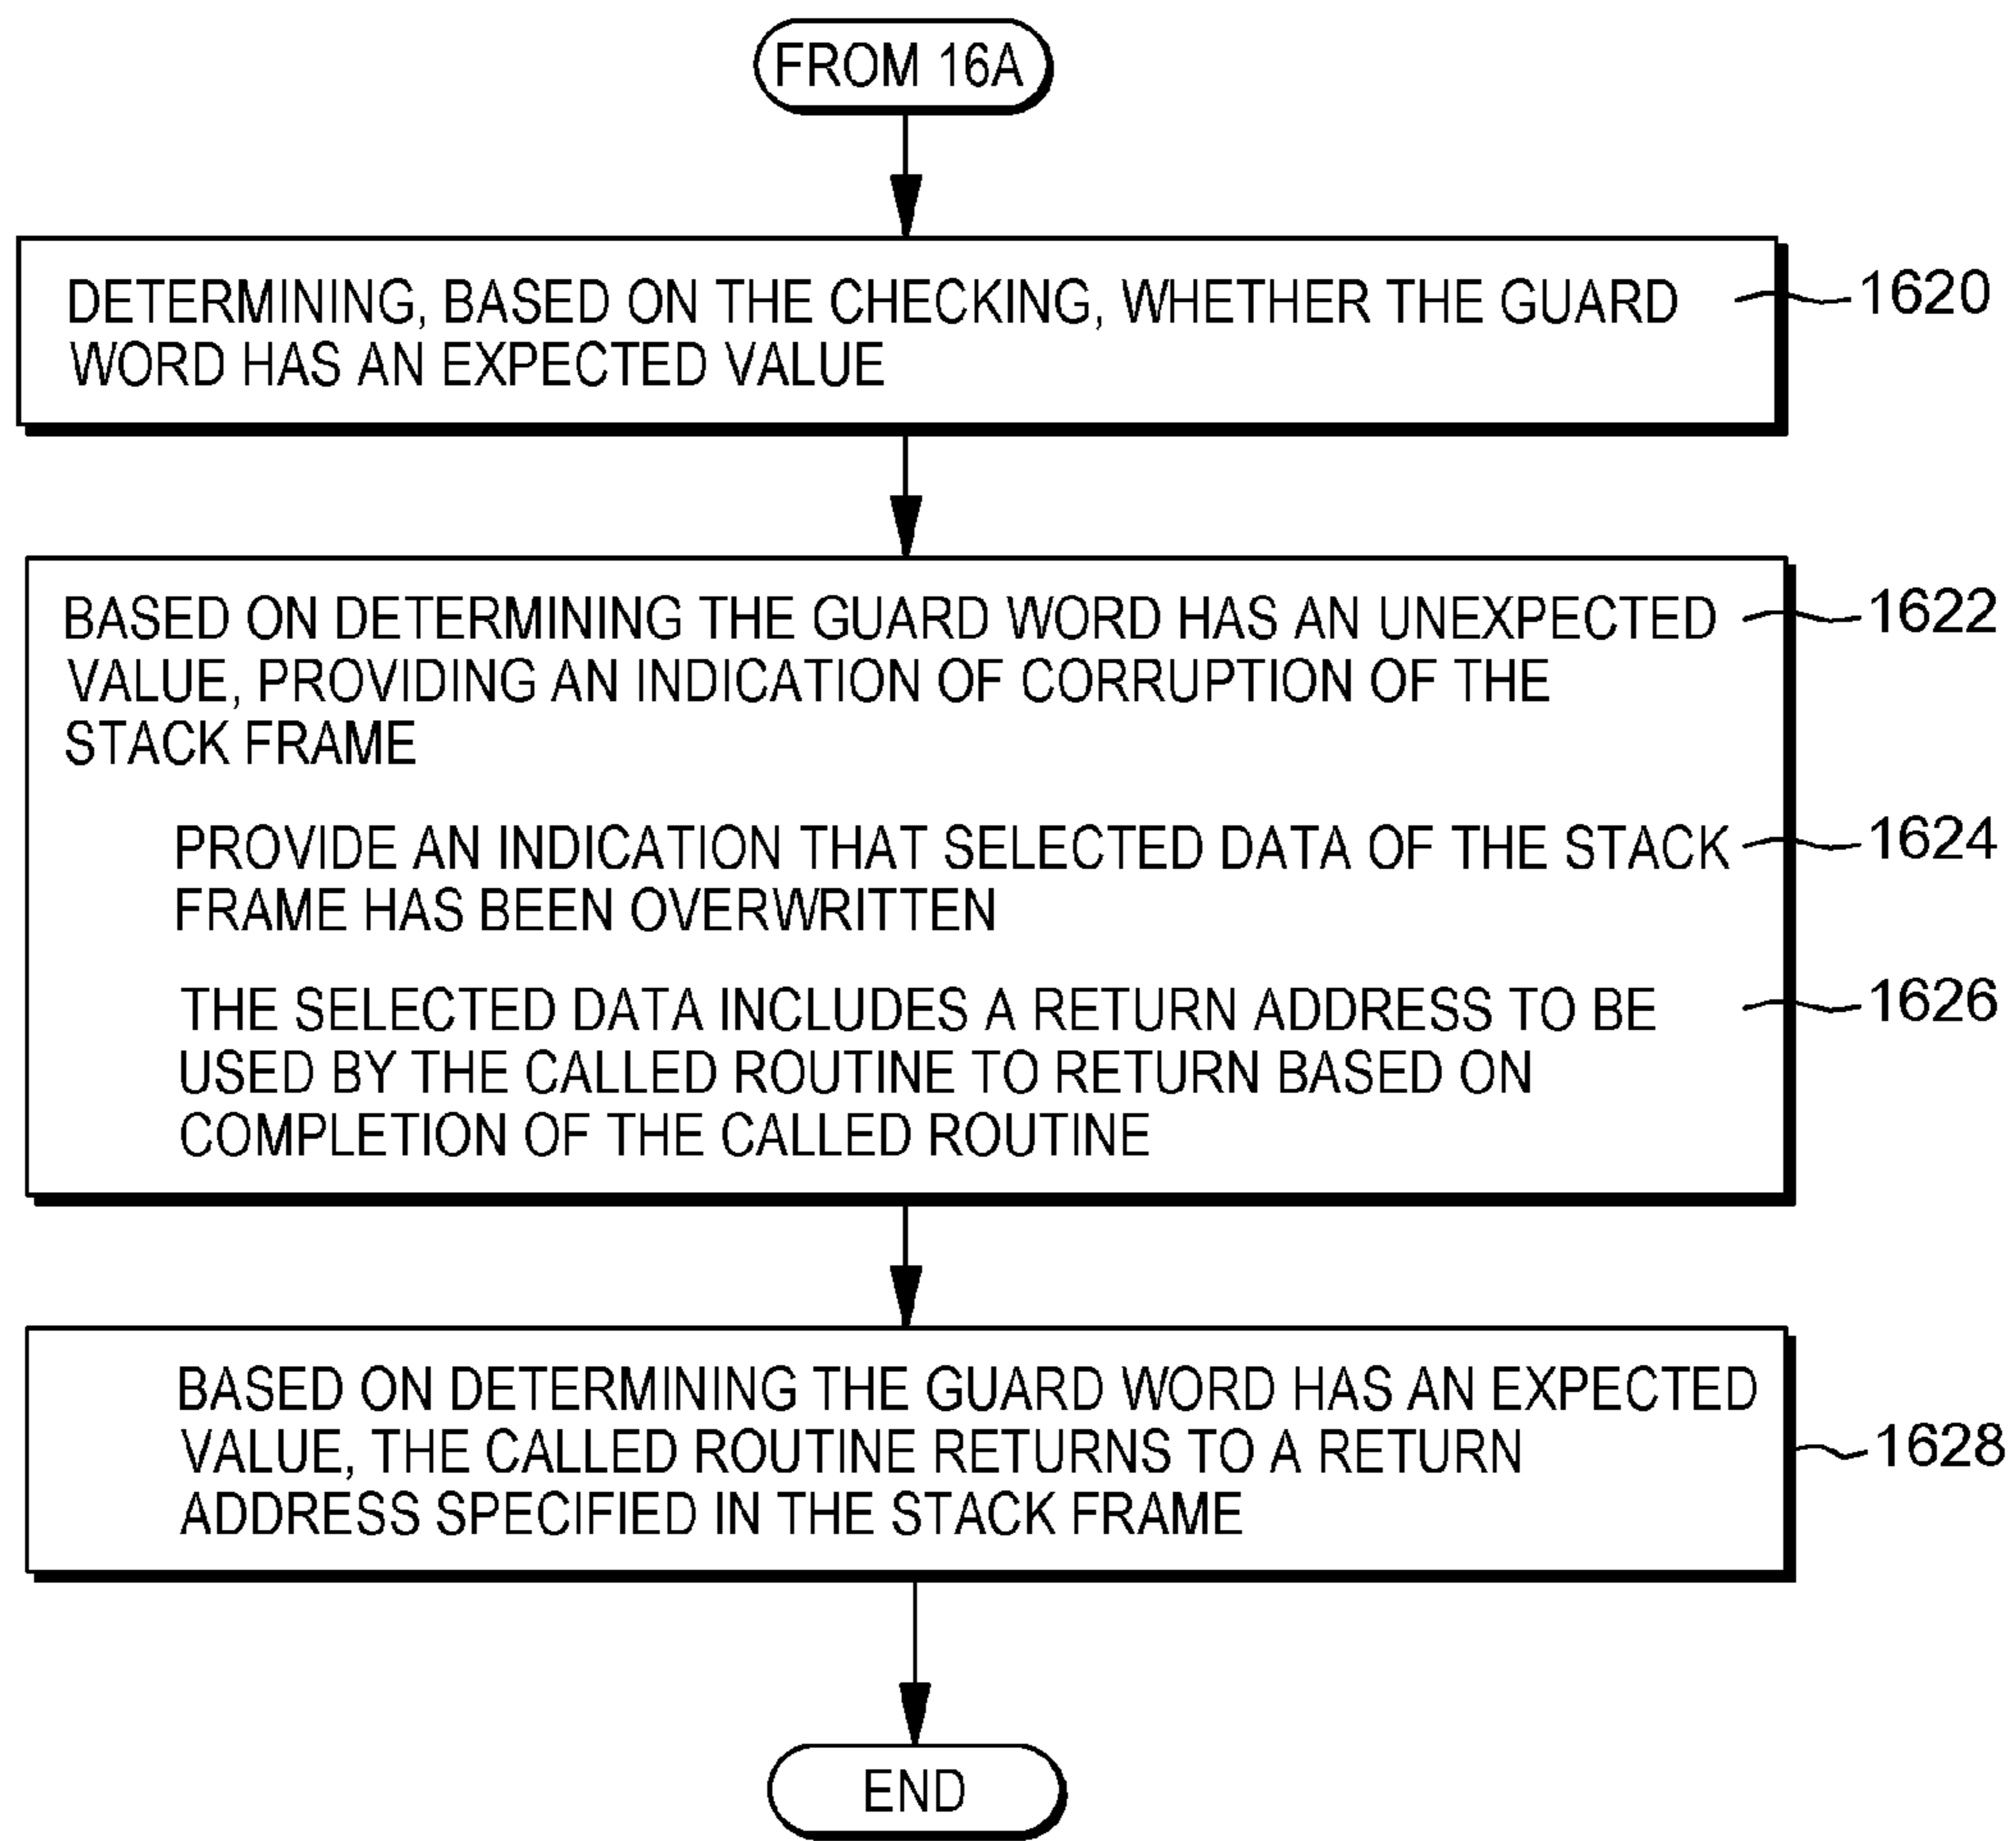 FROM 16A
DETERMINING, BASED ON THE CHECKING, WHETHER THE GUARD
WORD HAS AN EXPECTED VALUE
1620
BASED ON DETERMINING THE GUARD WORD HAS AN UNEXPECTED
VALUE, PROVIDING AN INDICATION OF CORRUPTION OF THE
STACK FRAME
1622
PROVIDE AN INDICATION THAT SELECTED DATA OF THE STACK
FRAME HAS BEEN OVERWRITTEN
1624
THE SELECTED DATA INCLUDES A RETURN ADDRESS TO BE
USED BY THE CALLED ROUTINE TO RETURN BASED ON
COMPLETION OF THE CALLED ROUTINE
1626
BASED ON DETERMINING THE GUARD WORD HAS AN EXPECTED
VALUE, THE CALLED ROUTINE RETURNS TO A RETURN
ADDRESS SPECIFIED IN THE STACK FRAME
1628
END